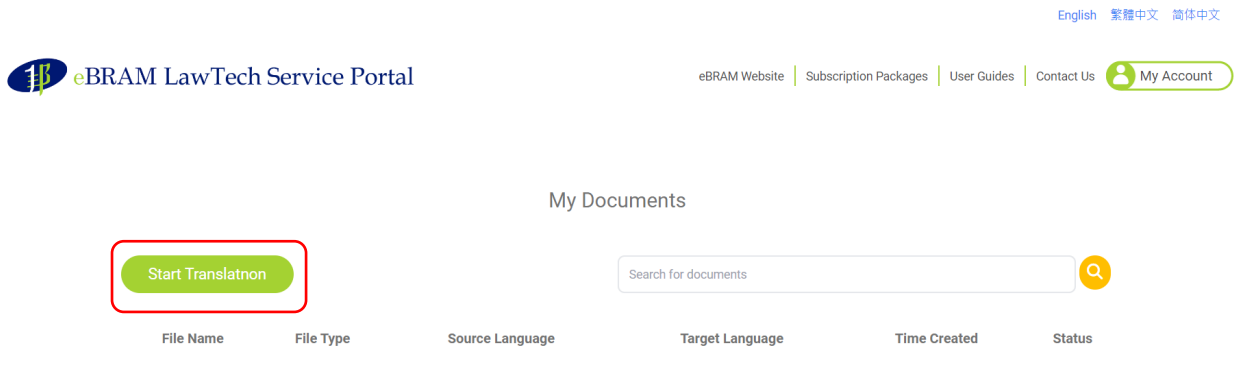 English 繁體中文 简体中文
eBRAM LawTech Service Portal
eBRAM Website Subscription Packages User Guides Contact Us My Account
My Documents
Start Translatnon Search for documents
File Name File Type Source Language Target Language Time Created Status